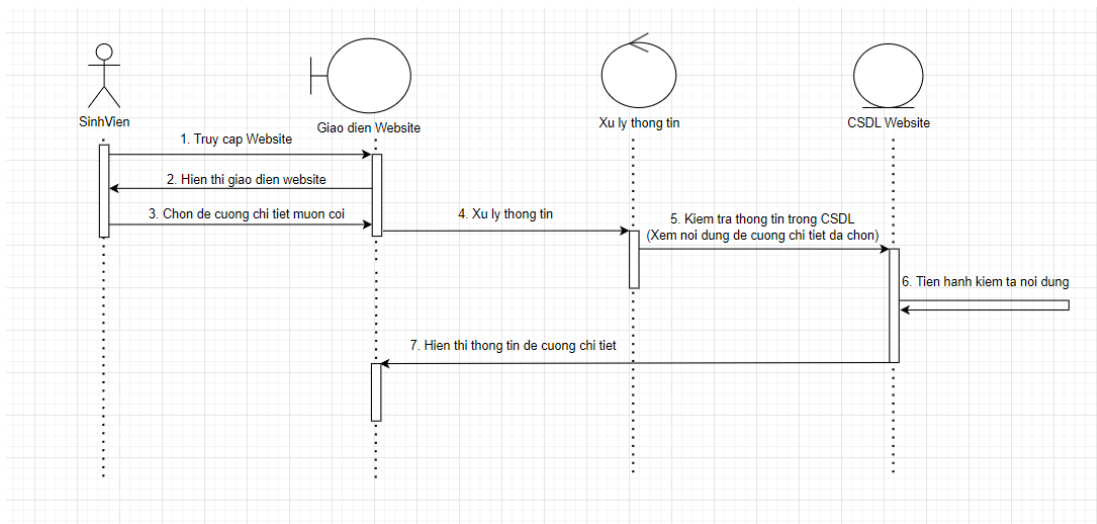 SinhVien
Giao dien Website
Xu ly thong tin
CSDL Website
1. Truy cap Website
2. Hien thi giao dien website
3. Chon de cuong chi tiet muon coi
4. Xu ly thong tin
5. Kiem tra thong tin trong CSDL
(Xem noi dung de cuong chi tiet da chon)
6. Tien hanh kiem ta noi dung
7. Hien thi thong tin de cuong chi tiet